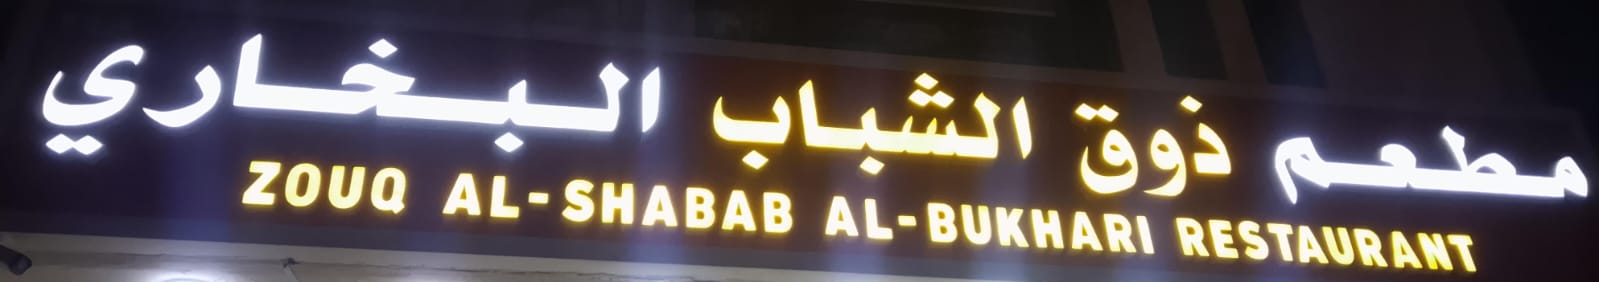 مطعم ذوق الشباب البخاري
ZOUQ AL-SHABAB AL-BUKHARI RESTAURANT